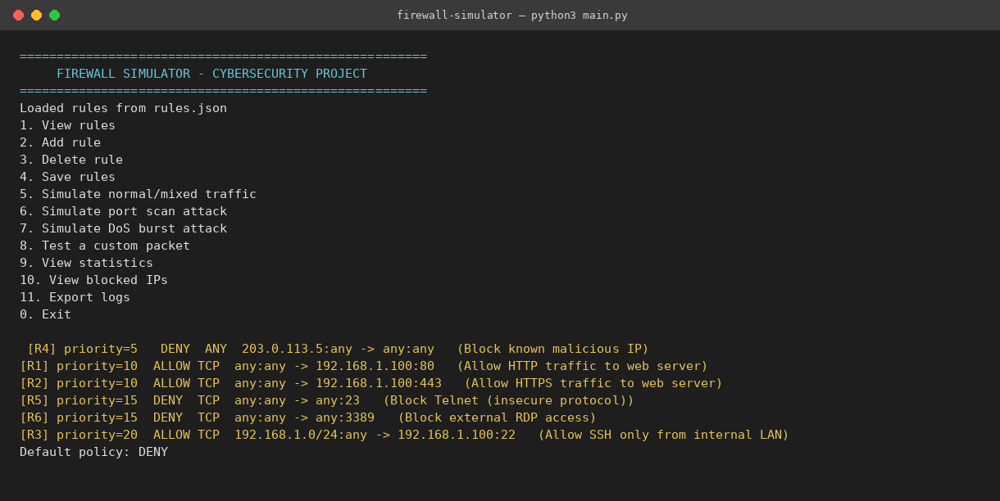 firewall-simulator — python3 main.py
=======================================================
FIREWALL SIMULATOR - CYBERSECURITY PROJECT
=======================================================
Loaded rules from rules.json
1. View rules
2. Add rule
3. Delete rule
4. Save rules
5. Simulate normal/mixed traffic
6. Simulate port scan attack
7. Simulate DoS burst attack
8. Test a custom packet
9. View statistics
10. View blocked IPs
11. Export logs
0. Exit
[R4] priority=5   DENY  ANY  203.0.113.5:any -> any:any   (Block known malicious IP)
[R1] priority=10  ALLOW TCP  any:any -> 192.168.1.100:80   (Allow HTTP traffic to web server)
[R2] priority=10  ALLOW TCP  any:any -> 192.168.1.100:443   (Allow HTTPS traffic to web server)
[R5] priority=15  DENY  TCP  any:any -> any:23   (Block Telnet (insecure protocol))
[R6] priority=15  DENY  TCP  any:any -> any:3389   (Block external RDP access)
[R3] priority=20  ALLOW TCP  192.168.1.0/24:any -> 192.168.1.100:22   (Allow SSH only from internal LAN)
Default policy: DENY